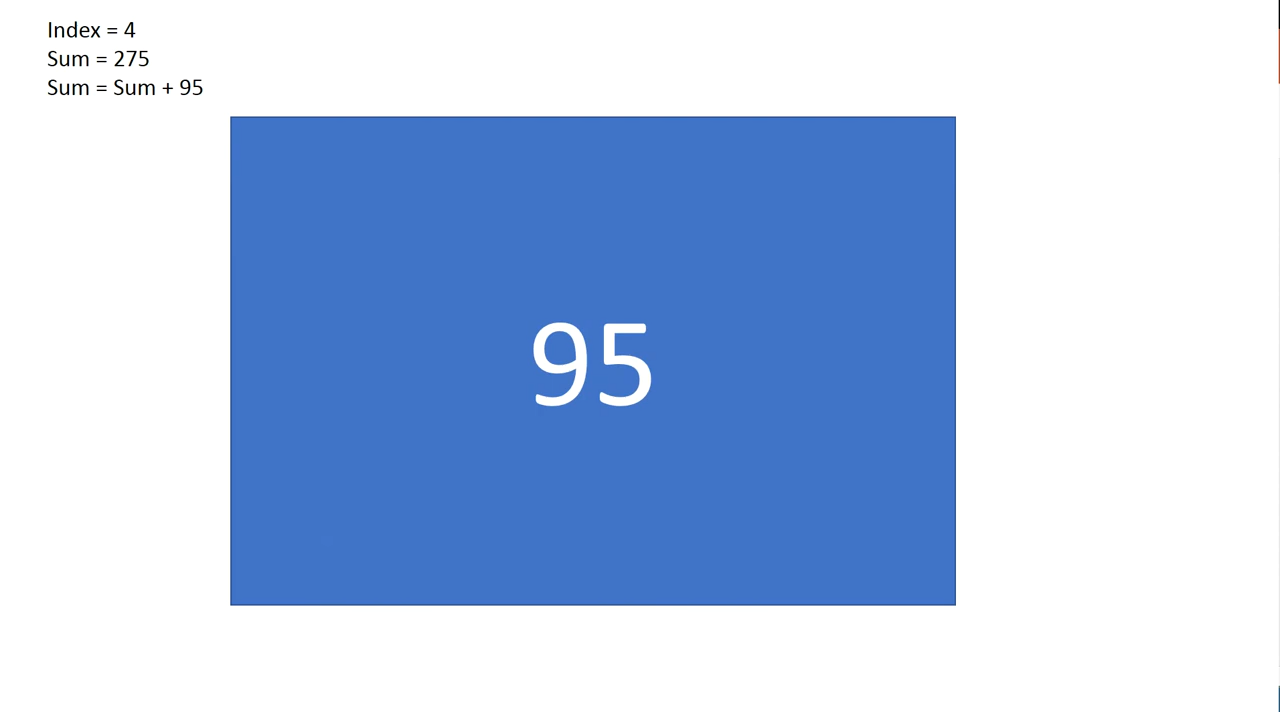 Index = 4
Sum = 275
Sum = Sum + 95
95